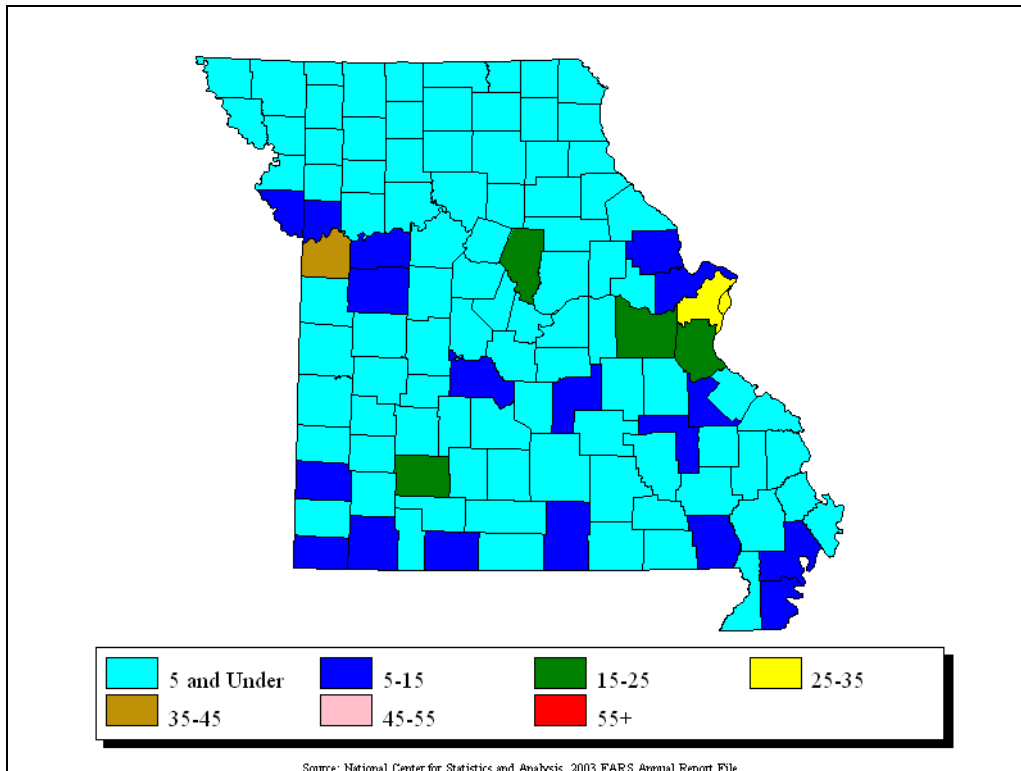 5 and Under 5-15 15-25 25-35
35-45 45-55 55+
Source: National Center for Statistics and Analysis, 2003 FARS Annual Report File